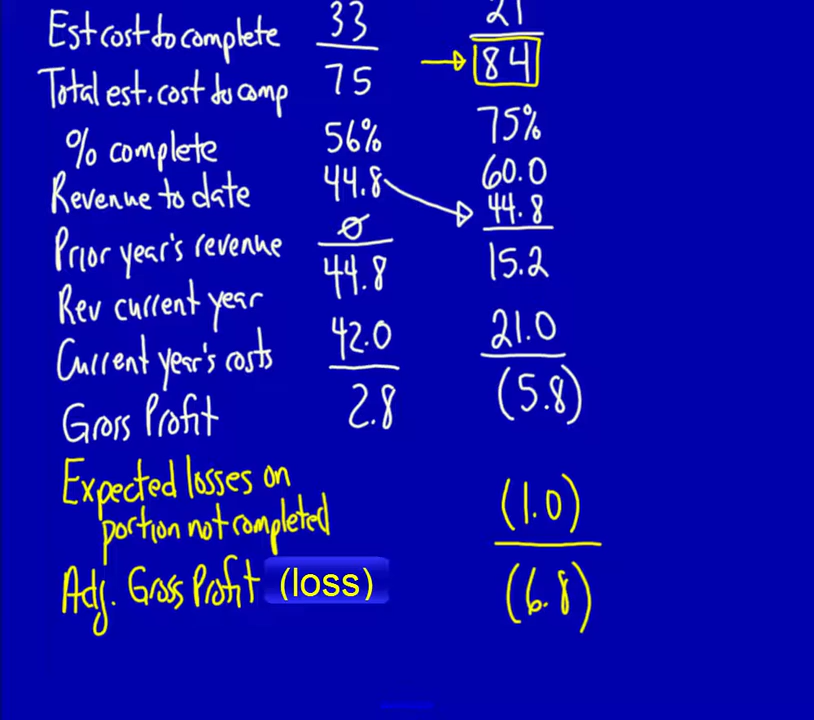 Est cost to complete 33 21
Total est. cost to comp 75 84
% complete 56% 75%
Revenue to date 44.8 60.0
Prior year's revenue 0 44.8
Rev current year 44.8 15.2
Current year's costs 42.0 21.0
Gross Profit 2.8 (5.8)
Expected losses on
portion not completed (1.0)
Adj. Gross Profit (loss) (6.8)